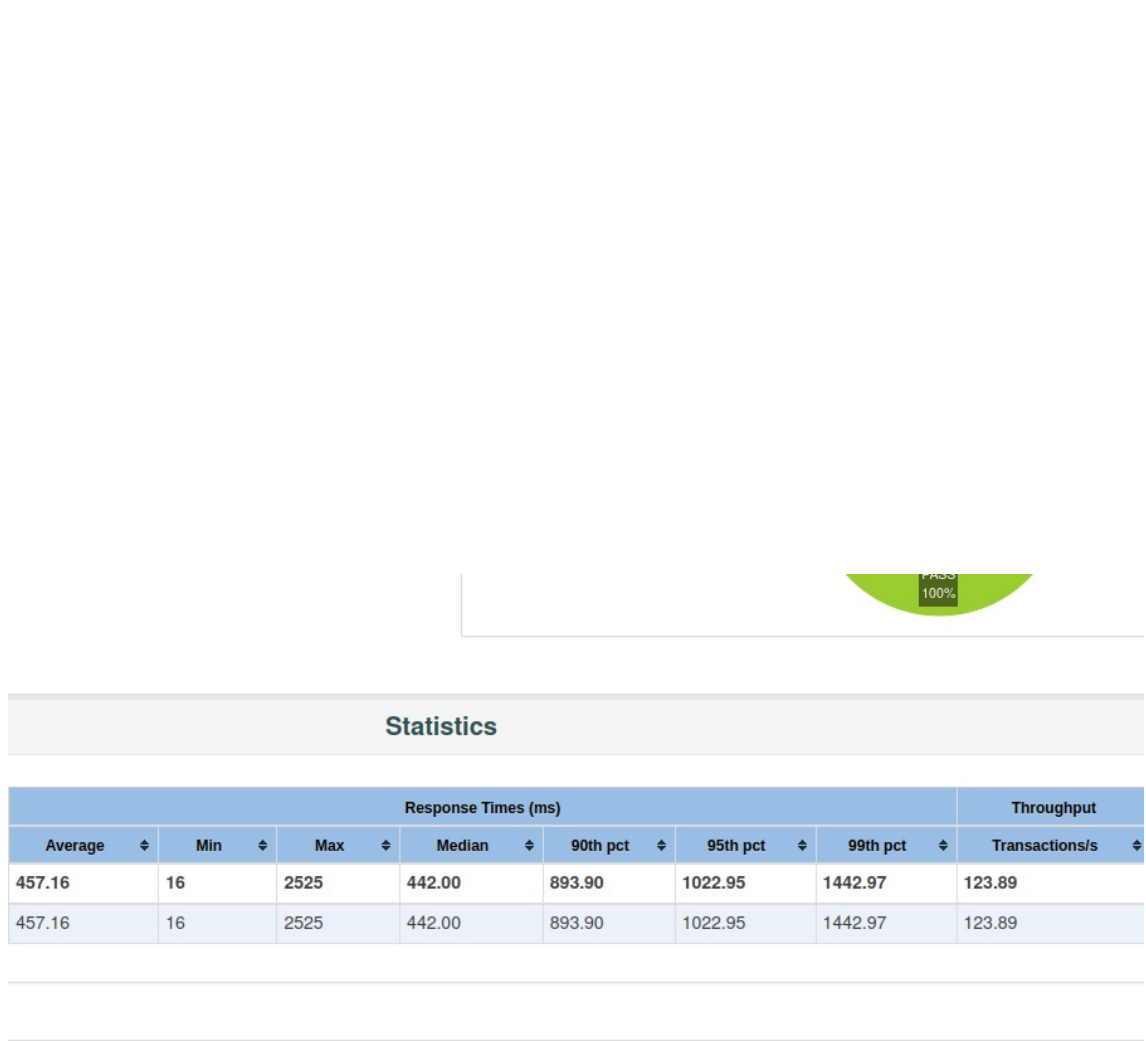 PASS
100%
Statistics
Response Times (ms) Throughput
Average Min Max Median 90th pct 95th pct 99th pct Transactions/s
457.16 16 2525 442.00 893.90 1022.95 1442.97 123.89
457.16 16 2525 442.00 893.90 1022.95 1442.97 123.89